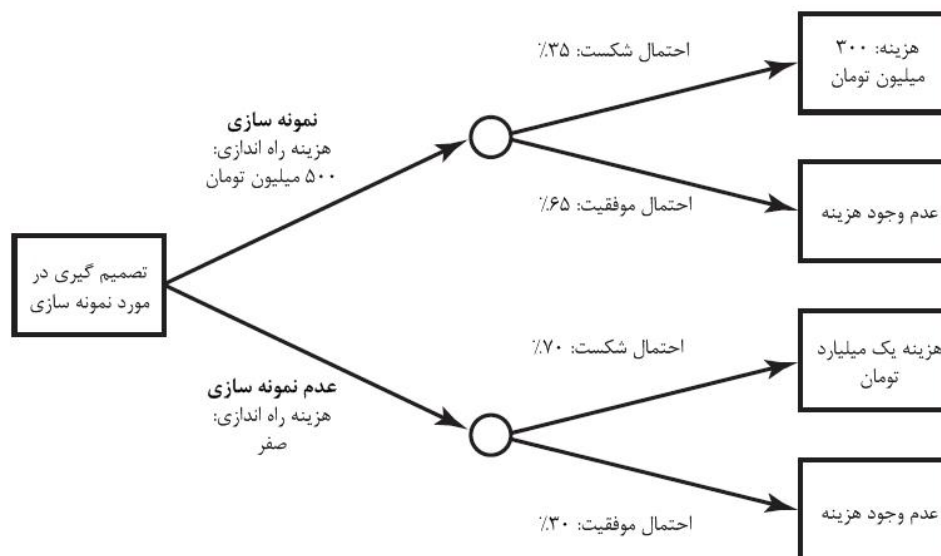 تصمیم گیری در
مورد نمونه سازی
نمونه سازی
هزینه راه اندازی:
۵۰۰ میلیون تومان
احتمال شکست: ۳۵٪
هزینه: ۳۰۰
میلیون تومان
احتمال موفقیت: ۶۵٪
عدم وجود هزینه
عدم نمونه سازی
هزینه راه اندازی:
صفر
احتمال شکست: ۷۰٪
هزینه یک میلیارد
تومان
احتمال موفقیت: ۳۰٪
عدم وجود هزینه